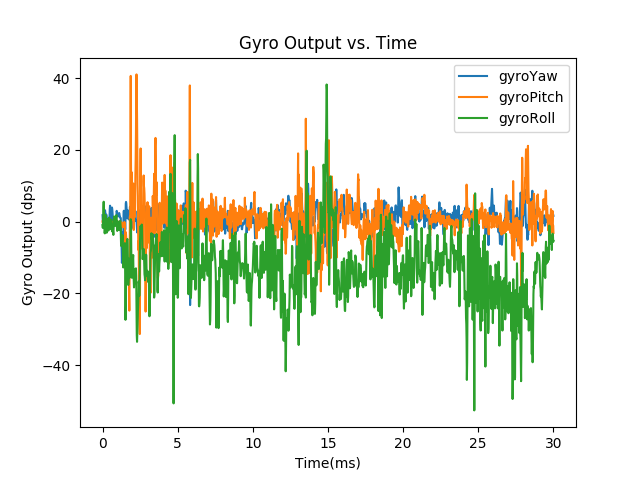 Gyro Output vs. Time
gyroYaw
gyroPitch
gyroRoll
40
20
0
−20
−40
Gyro Output (dps)
0 5 10 15 20 25 30
Time(ms)